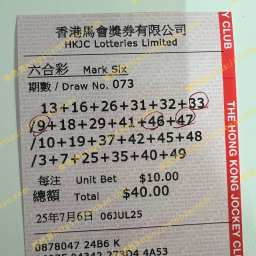 香港馬會獎券有限公司
HKJC Lotteries Limited
六合彩 Mark Six
期數 / Draw No. 073
13+16+26+31+32+33
/9+18+29+41+46+47
/10+19+37+42+45+48
/3+7+25+35+40+49
每注 Unit Bet $10.00
總額 Total $40.00
25年7月6日 06JUL25
0878047 24B6 K
Y CLUB
THE HONG KONG JOCKEY CL